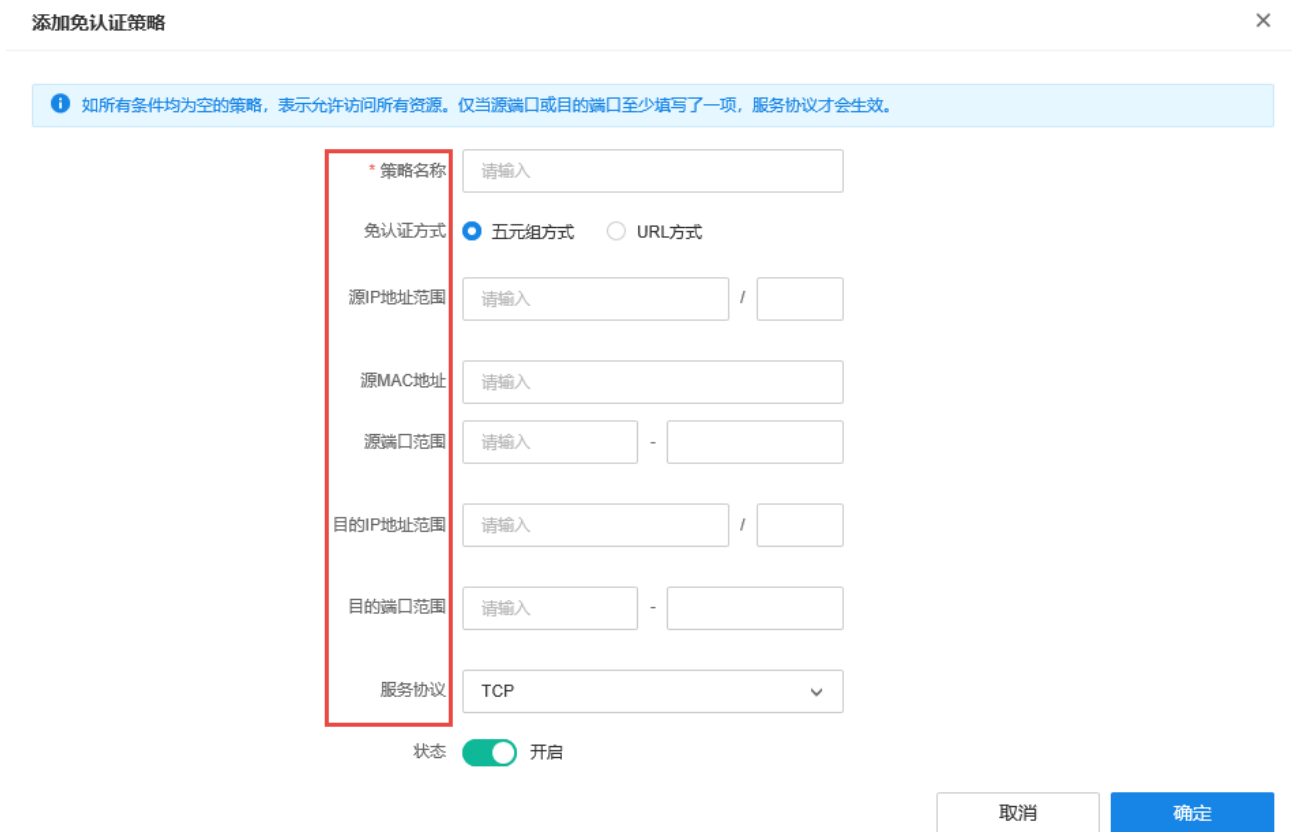 添加免认证策略
如所有条件均为空的策略，表示允许访问所有资源。仅当源端口或目的端口至少填写了一项，服务协议才会生效。
* 策略名称 请输入
免认证方式 五元组方式 URL方式
源IP地址范围 请输入 /
源MAC地址 请输入
源端口范围 请输入 -
目的IP地址范围 请输入 /
目的端口范围 请输入 -
服务协议 TCP
状态 开启
取消 确定